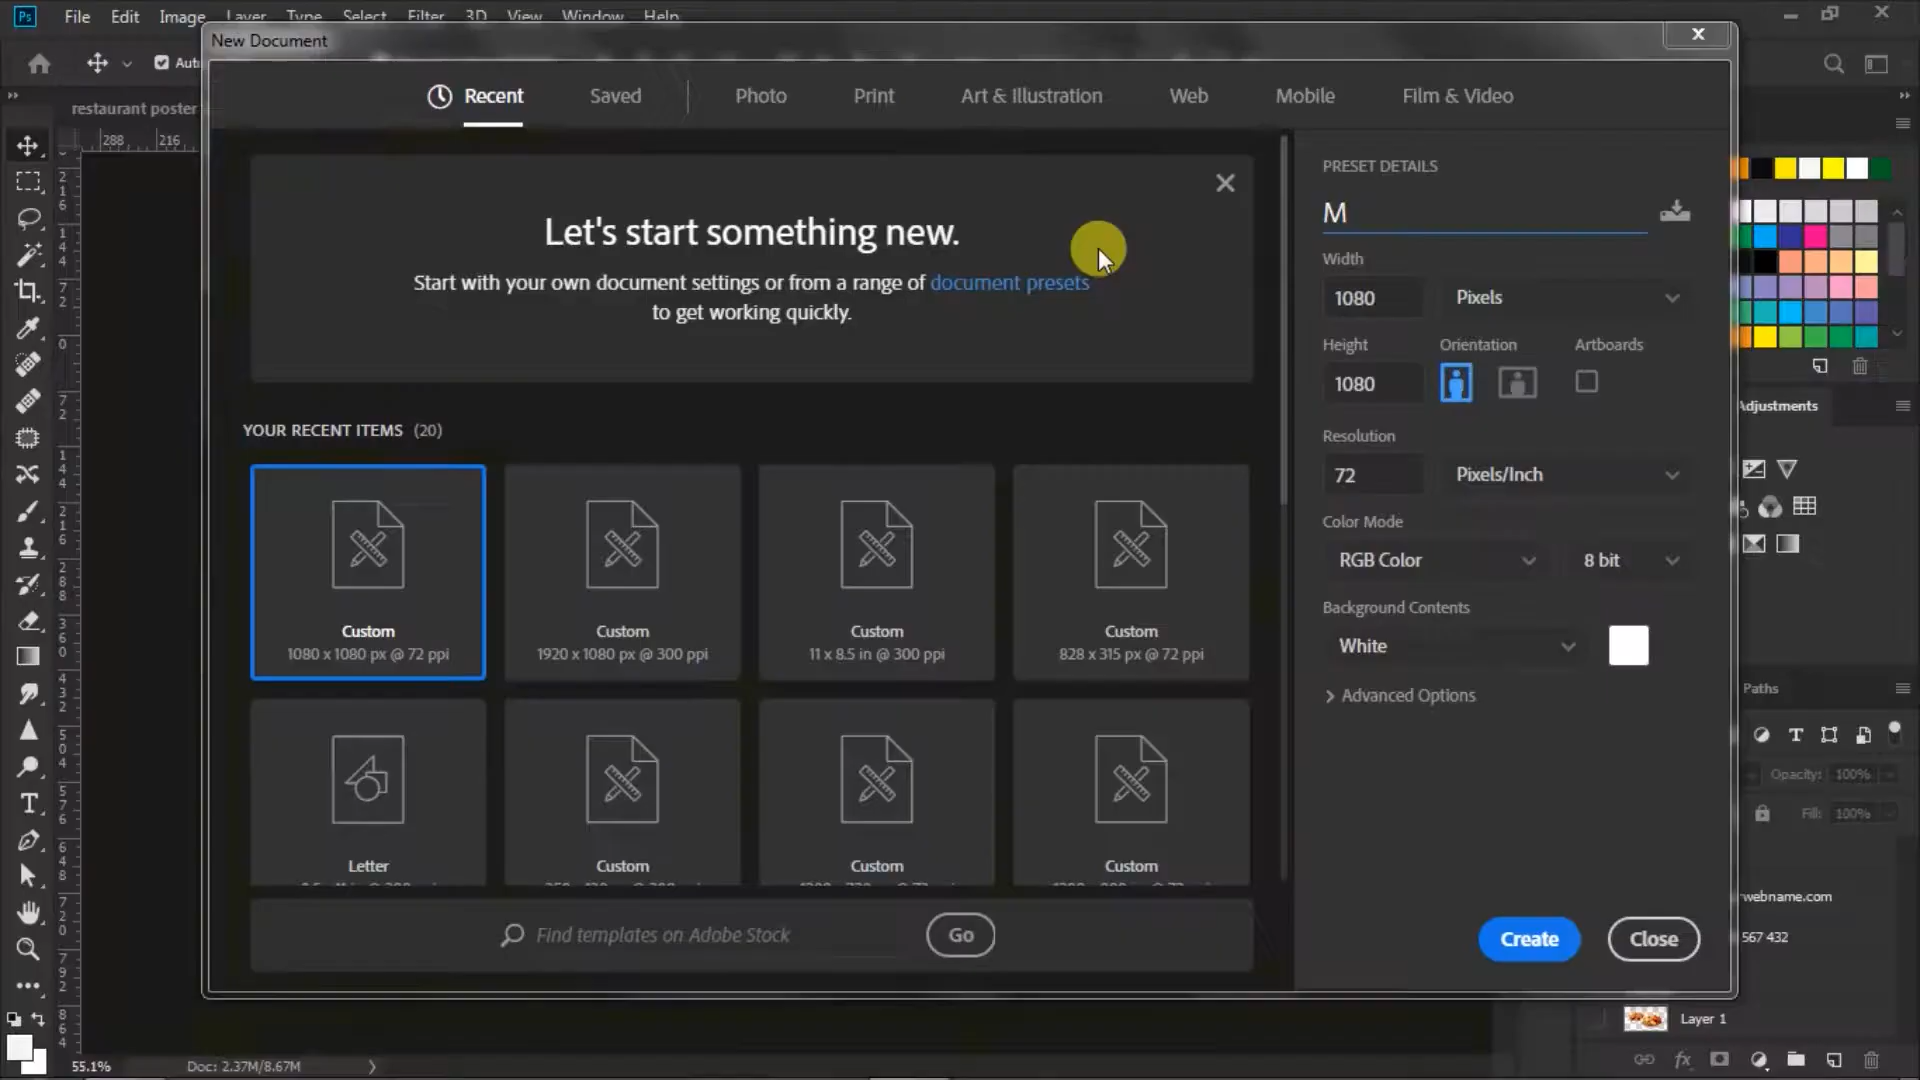 Ps File Edit Image Layer Type Select Filter 3D View Window Help
New Document
Recent Saved Photo Print Art & Illustration Web Mobile Film & Video
restaurant poster
288 216
PRESET DETAILS
M
Let's start something new.
Start with your own document settings or from a range of document presets
to get working quickly.
Width
1080 Pixels
Height Orientation Artboards
1080
Resolution
72 Pixels/Inch
Color Mode
RGB Color 8 bit
Background Contents
White
Advanced Options
YOUR RECENT ITEMS (20)
Custom Custom Custom Custom
1080 x 1080 px @ 72 ppi 1920 x 1080 px @ 300 ppi 11 x 8.5 in @ 300 ppi 828 x 315 px @ 72 ppi
Letter Custom Custom Custom
Find templates on Adobe Stock Go
Create Close
Adjustments
Paths
Opacity: 100%
Fill: 100%
webname.com
567 432
Layer 1
55.1% Doc: 2.37M/8.67M